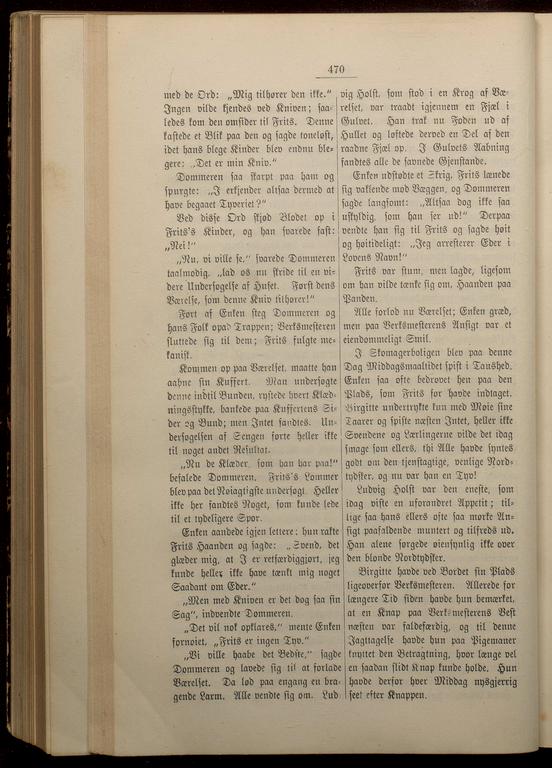 470
med de Ord: „Mig tilhører den ikke.“
Ingen vilde kjendes ved Kniven; saa-
ledes kom den omsider til Frits. Denne
kastede et Blik paa den og sagde toneløst,
idet hans blege Kinder blev endnu ble-
gere: „Det er min Kniv.“
Dommeren saa skarpt paa ham og
spurgte: „I erkjender altsaa dermed at
have begaaet Tyveriet?“
Ved disse Ord skjød Blodet op i
Frits's Kinder, og han svarede fast:
„Nei!“
„Nu, vi ville se,“ svarede Dommeren
taalmodig, „lad os nu skride til en vi-
dere Undersøgelse af Huset. Først dens
Værelse, som denne Kniv tilhører!“
Ført af Enken steg Dommeren og
hans Folk opad Trappen; Verksmesteren
sluttede sig til dem; Frits fulgte me-
kanisk.
Kommen op paa Værelset, maatte han
aabne sin Kuffert. Man undersøgte
denne indtil Bunden, rystede hvert Klæd-
ningsstykke, bankede paa Kuffertens Si-
der og Bund; men Intet fandtes. Un-
dersøgelsen af Sengen førte heller ikke
til noget andet Resultat.
„Nu de Klæder, som han har paa!“
befalede Dommeren. Frits's Lommer
blev paa det Nøiagtigste undersøgt. Heller
ikke her fandtes Noget, som kunde lede
til et tydeligere Spor.
Enken aandede igjen lettere; hun rakte
Frits Haanden og sagde: „Svend, det
glæder mig, at I er retfærdiggjort, jeg
kunde heller ikke have tænkt mig noget
Saadant om Eder.“
„Men med Kniven er det dog saa sin
Sag“, indvendte Dommeren.
„Det vil nok opklares,“ mente Enken
fornøiet, „Frits er ingen Tyv.“
„Vi ville haabe det Bedste,“ sagde
Dommeren og lavede sig til at forlade
Værelset. Da lød paa engang en bra-
gende Larm. Alle vendte sig om. Lud-
vig Holst, som stod i en Krog af Væ-
relset, var traadt igjennem en Fjæl i
Gulvet. Han trak nu Foden ud af
Hullet og løftede derved en Del af den
raadne Fjæl op. I Gulvets Aabning
fandtes alle de savnede Gjenstande.
Enken udstødte et Skrig, Frits lænede
sig vaklende mod Væggen, og Dommeren
sagde langsomt: „Altsaa dog ikke saa
uskyldig, som han ser ud!“ Derpaa
vendte han sig til Frits og sagde høit
og høitideligt: „Jeg arresterer Eder i
Lovens Navn!“
Frits var stum, men lagde, ligesom
om han vilde tænke sig om, Haanden paa
Panden.
Alle forlod nu Værelset; Enken græd,
men paa Verksmesterens Ansigt var et
eiendommeligt Smil.
I Skomagerboligen blev paa denne
Dag Middagsmaaltidet spist i Taushed.
Enken saa ofte bedrøvet hen paa den
Plads, som Frits før havde indtaget.
Birgitte undertrykte kun med Møie sine
Taarer og spiste næsten Intet, heller ikke
Svendene og Lærlingerne vilde det idag
smage som ellers, thi Alle havde syntes
godt om den tjenstagtige, venlige Nord-
tydsker, og nu var han en Tyv!
Ludvig Holst var den eneste, som
idag viste en uforandret Appetit; til-
lige saa hans ellers ofte saa mørke An-
sigt paafaldende muntert og tilfreds ud.
Han alene sørgede øiensynlig ikke over
den blonde Nordtydsker.
Birgitte havde ved Bordet sin Plads
ligeoverfor Verksmesteren. Allerede for
længere Tid siden havde hun bemærket,
at en Knap paa Verksmesterens Vest
næsten var faldefærdig, og til denne
Jagttagelse havde hun paa Pigemaner
knyttet den Betragtning, hvor længe vel
en saadan slidt Knap kunde holde. Hun
havde derfor hver Middag nysgjerrig
seet efter Knappen.